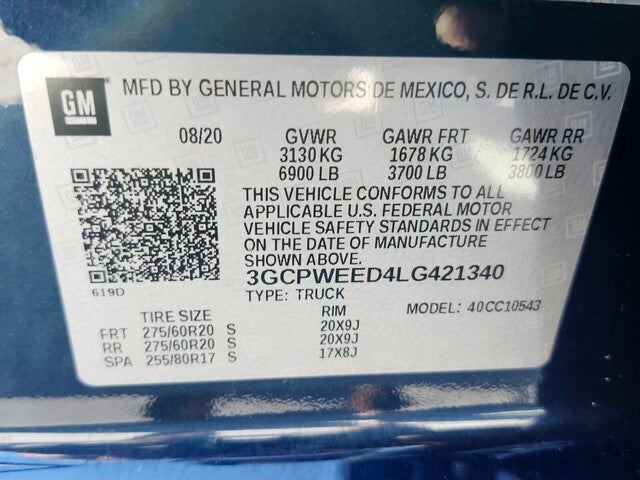 GM
MFD BY GENERAL MOTORS DE MEXICO, S. DE R.L. DE C.V.
08/20 GVWR GAWR FRT GAWR RR
3130 KG 1678 KG 1724 KG
6900 LB 3700 LB 3800 LB
THIS VEHICLE CONFORMS TO ALL
APPLICABLE U.S. FEDERAL MOTOR
VEHICLE SAFETY STANDARDS IN EFFECT
ON THE DATE OF MANUFACTURE
SHOWN ABOVE.
3GCPWEED4LG421340
619D
TYPE: TRUCK MODEL: 40CC10543
TIRE SIZE RIM
FRT 275/60R20 S 20X9J
RR 275/60R20 S 20X9J
SPA 255/80R17 S 17X8J